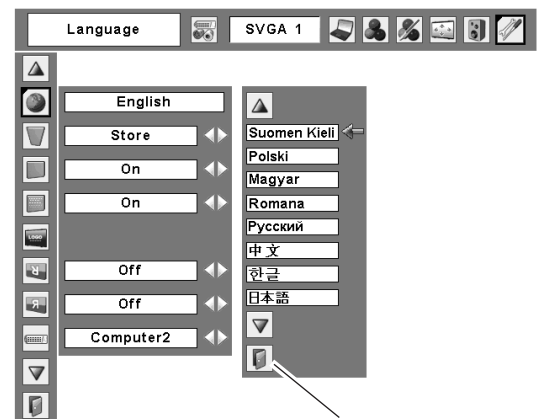 Language
SVGA 1
English
Store
On
On
LOGO
R
Off
R
Off
Computer2
Suomen Kieli
Polski
Magyar
Romana
Русский
中文
한글
日本語